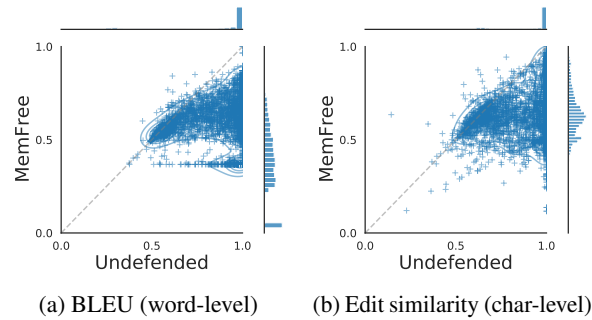 1.0
0.5
0.0
MemFree
0.0 0.5 1.0
Undefended
(a) BLEU (word-level)
1.0
0.5
0.0
MemFree
0.0 0.5 1.0
Undefended
(b) Edit similarity (char-level)